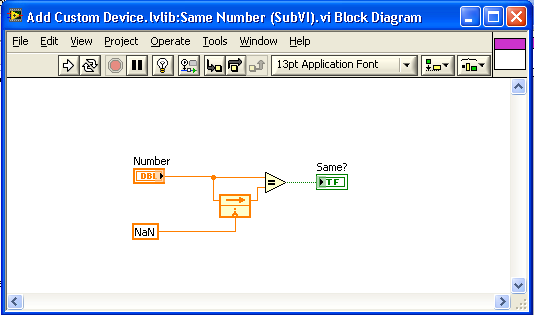 Add Custom Device.lvlib:Same Number (SubVI).vi Block Diagram
File Edit View Project Operate Tools Window Help
13pt Application Font
Number
DBL
Same?
TF
=
NaN